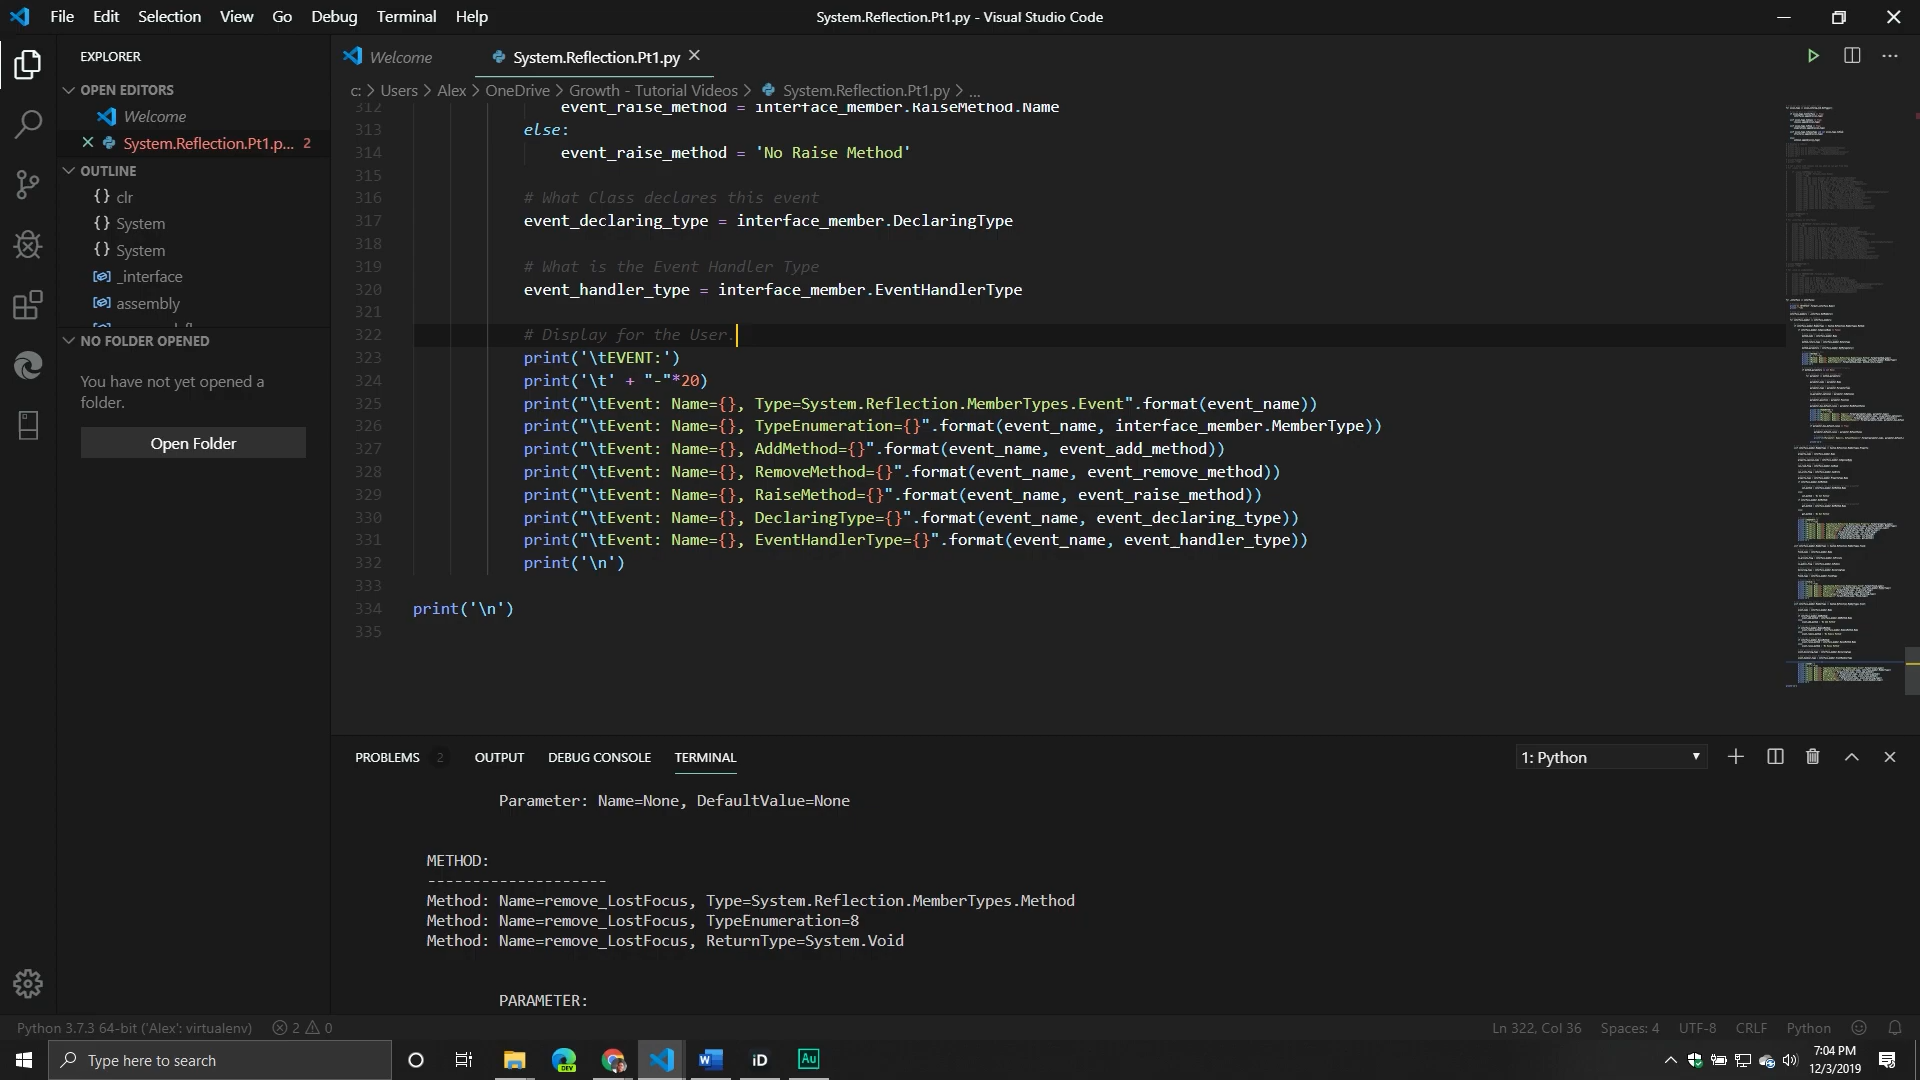 File Edit Selection View Go Debug Terminal Help
System.Reflection.Pt1.py - Visual Studio Code
EXPLORER
OPEN EDITORS
Welcome
System.Reflection.Pt1.p... 2
OUTLINE
{} clr
{} System
{} System
_interface
assembly
NO FOLDER OPENED
You have not yet opened a
folder.
Open Folder
Welcome
System.Reflection.Pt1.py
c: > Users > Alex > OneDrive > Growth - Tutorial Videos > System.Reflection.Pt1.py > ...
312 event_raise_method = interface_member.RaiseMethod.Name
313 else:
314 event_raise_method = 'No Raise Method'
315
316 # What Class declares this event
317 event_declaring_type = interface_member.DeclaringType
318
319 # What is the Event Handler Type
320 event_handler_type = interface_member.EventHandlerType
321
322 # Display for the User.
323 print('\tEVENT:')
324 print('\t' + "-"*20)
325 print("\tEvent: Name={}, Type=System.Reflection.MemberTypes.Event".format(event_name))
326 print("\tEvent: Name={}, TypeEnumeration={}".format(event_name, interface_member.MemberType))
327 print("\tEvent: Name={}, AddMethod={}".format(event_name, event_add_method))
328 print("\tEvent: Name={}, RemoveMethod={}".format(event_name, event_remove_method))
329 print("\tEvent: Name={}, RaiseMethod={}".format(event_name, event_raise_method))
330 print("\tEvent: Name={}, DeclaringType={}".format(event_name, event_declaring_type))
331 print("\tEvent: Name={}, EventHandlerType={}".format(event_name, event_handler_type))
332 print('\n')
333
334 print('\n')
335
PROBLEMS 2 OUTPUT DEBUG CONSOLE TERMINAL
1: Python
Parameter: Name=None, DefaultValue=None
METHOD:
--------------------
Method: Name=remove_LostFocus, Type=System.Reflection.MemberTypes.Method
Method: Name=remove_LostFocus, TypeEnumeration=8
Method: Name=remove_LostFocus, ReturnType=System.Void
PARAMETER:
Python 3.7.3 64-bit ('Alex': virtualenv) 2 0
Ln 322, Col 36 Spaces: 4 UTF-8 CRLF Python
Type here to search
DEV
W
iD
Au
7:04 PM
12/3/2019